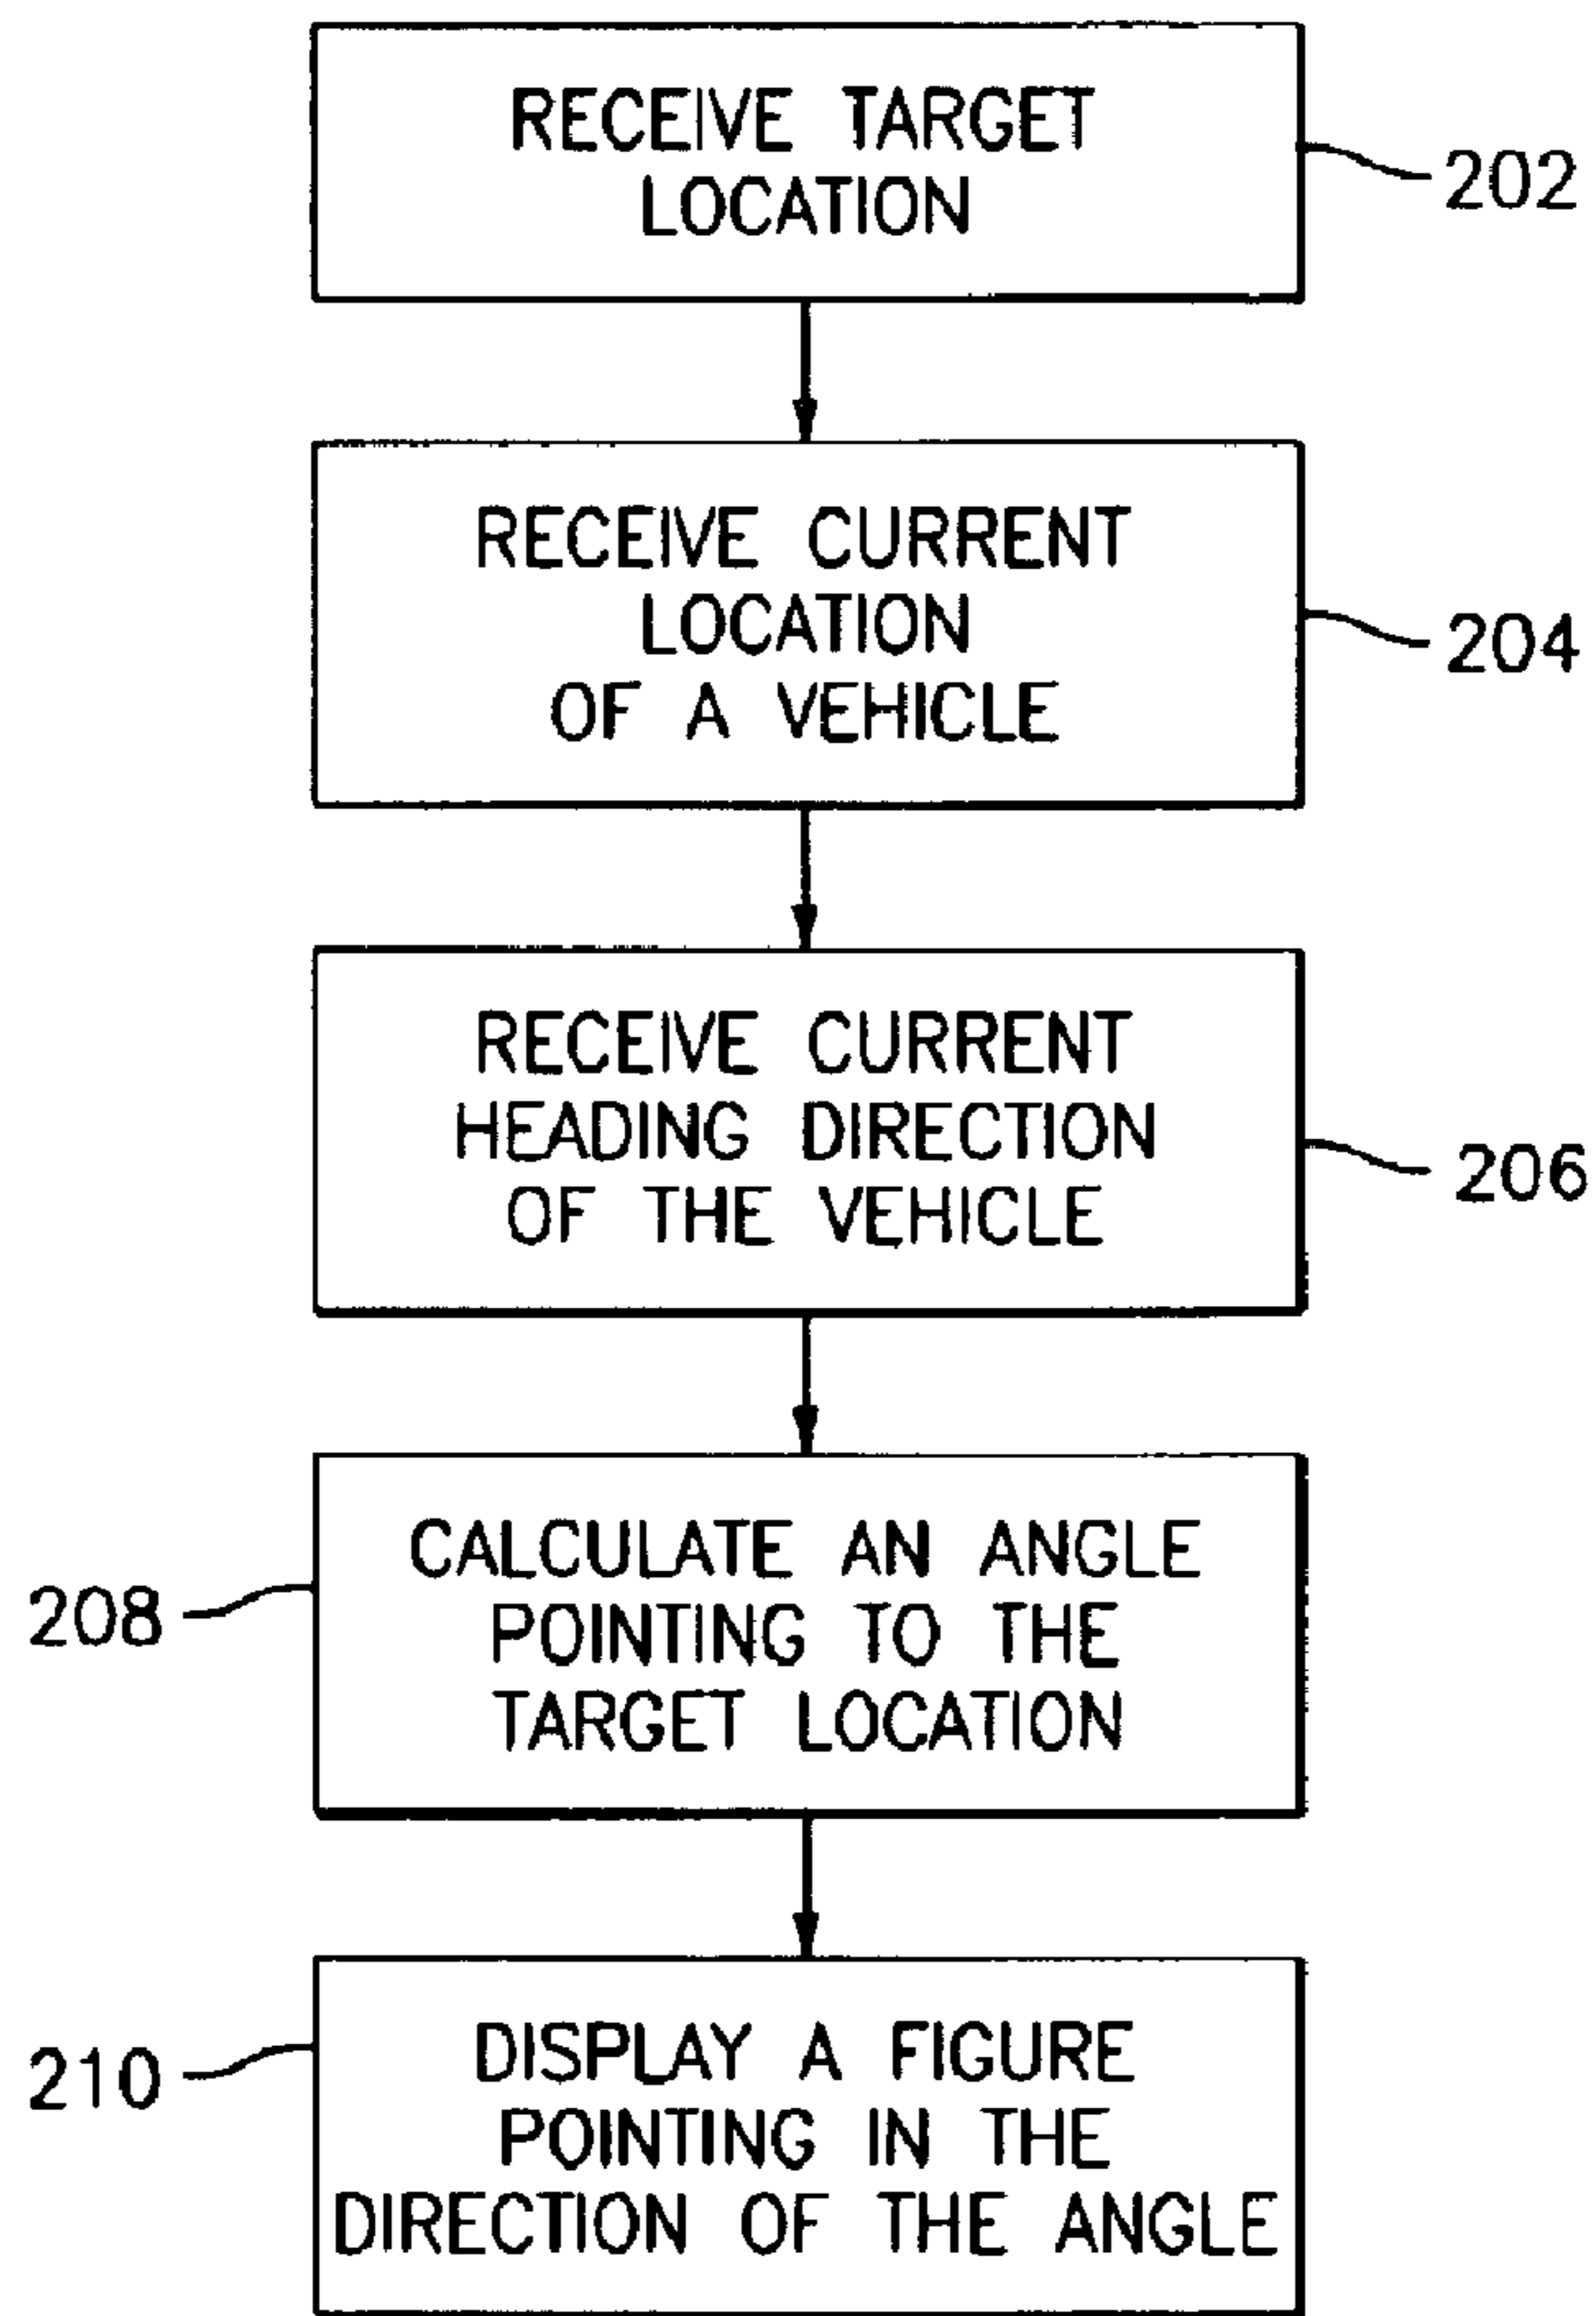 RECEIVE TARGET
LOCATION
202
RECEIVE CURRENT
LOCATION
OF A VEHICLE
204
RECEIVE CURRENT
HEADING DIRECTION
OF THE VEHICLE
206
CALCULATE AN ANGLE
POINTING TO THE
TARGET LOCATION
208
DISPLAY A FIGURE
POINTING IN THE
DIRECTION OF THE ANGLE
210